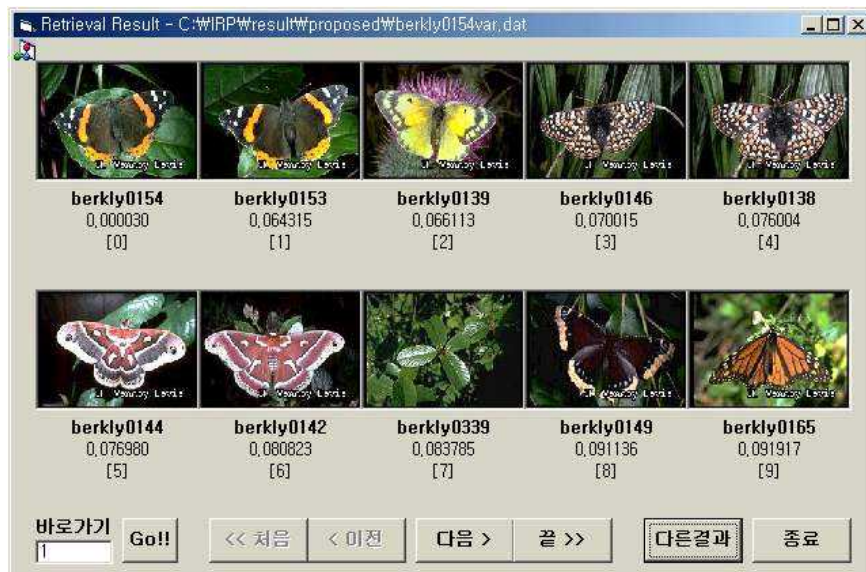 Retrieval Result - C:₩IRP₩result₩proposed₩berkly0154var,dat
berkly0154
0,000030
[0]
berkly0153
0,064315
[1]
berkly0139
0,066113
[2]
berkly0146
0,070015
[3]
berkly0138
0,076004
[4]
berkly0144
0,076980
[5]
berkly0142
0,080823
[6]
berkly0339
0,083785
[7]
berkly0149
0,091136
[8]
berkly0165
0,091917
[9]
바로가기
1
Go!!
<< 처음
< 이전
다음 >
끝 >>
다른결과
종료